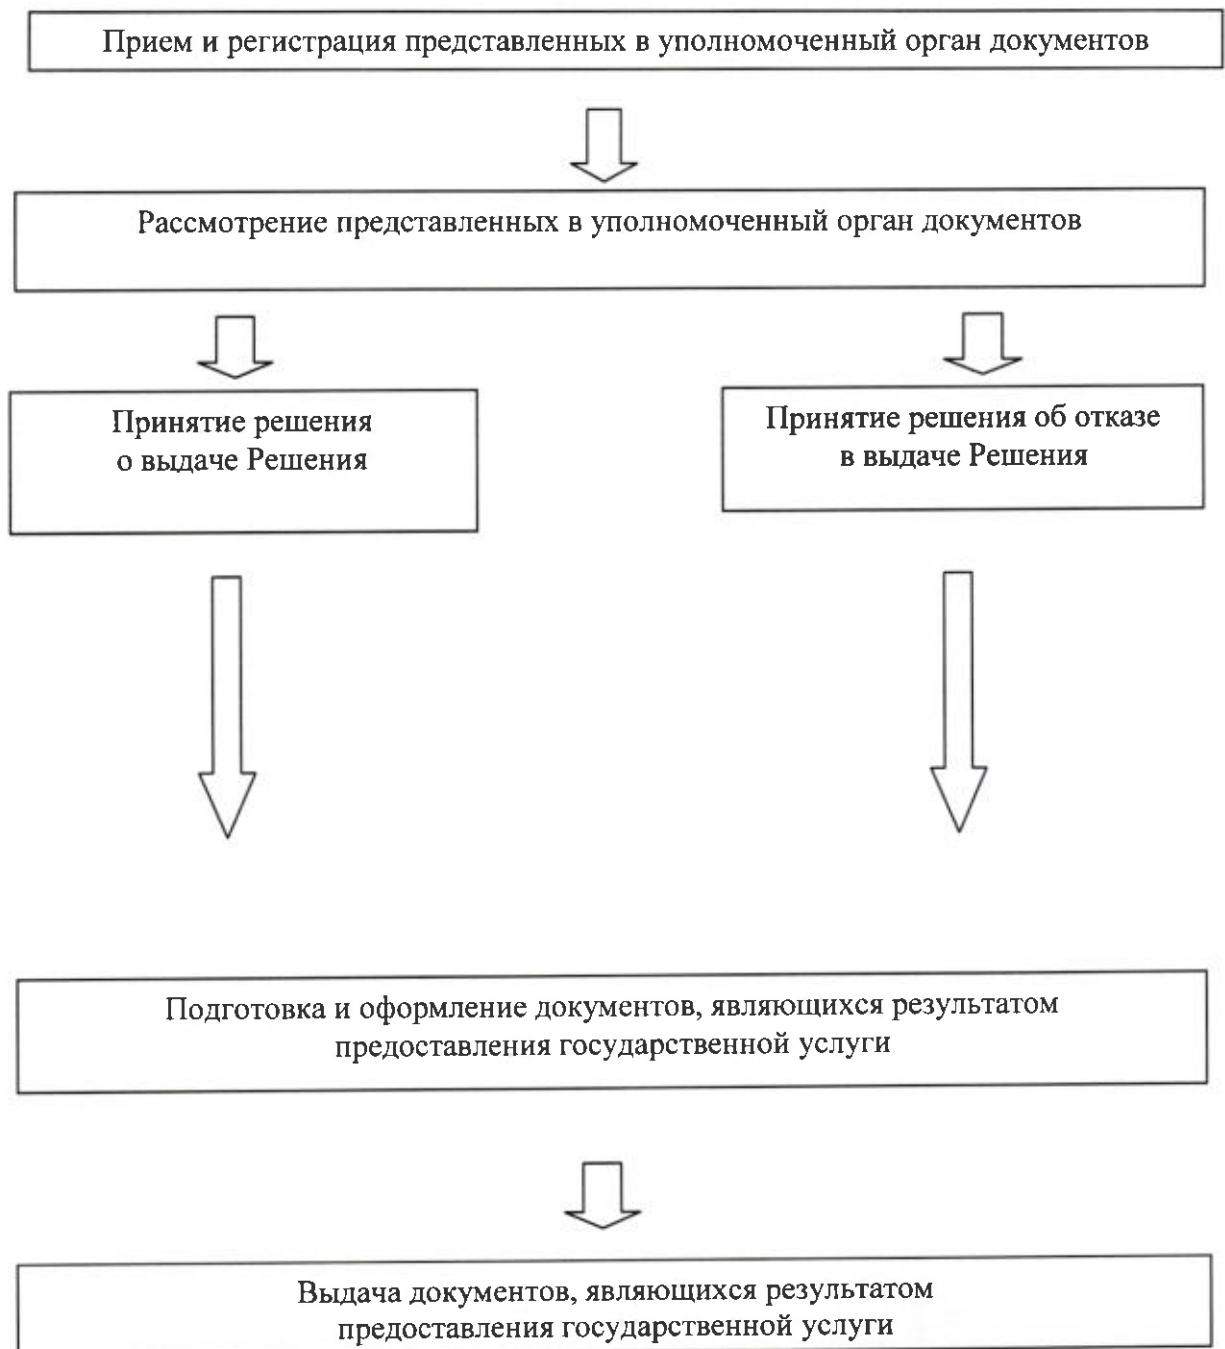 Прием и регистрация представленных в уполномоченный орган документов
Рассмотрение представленных в уполномоченный орган документов
Принятие решения
о выдаче Решения
Принятие решения об отказе
в выдаче Решения
Подготовка и оформление документов, являющихся результатом
предоставления государственной услуги
Выдача документов, являющихся результатом
предоставления государственной услуги